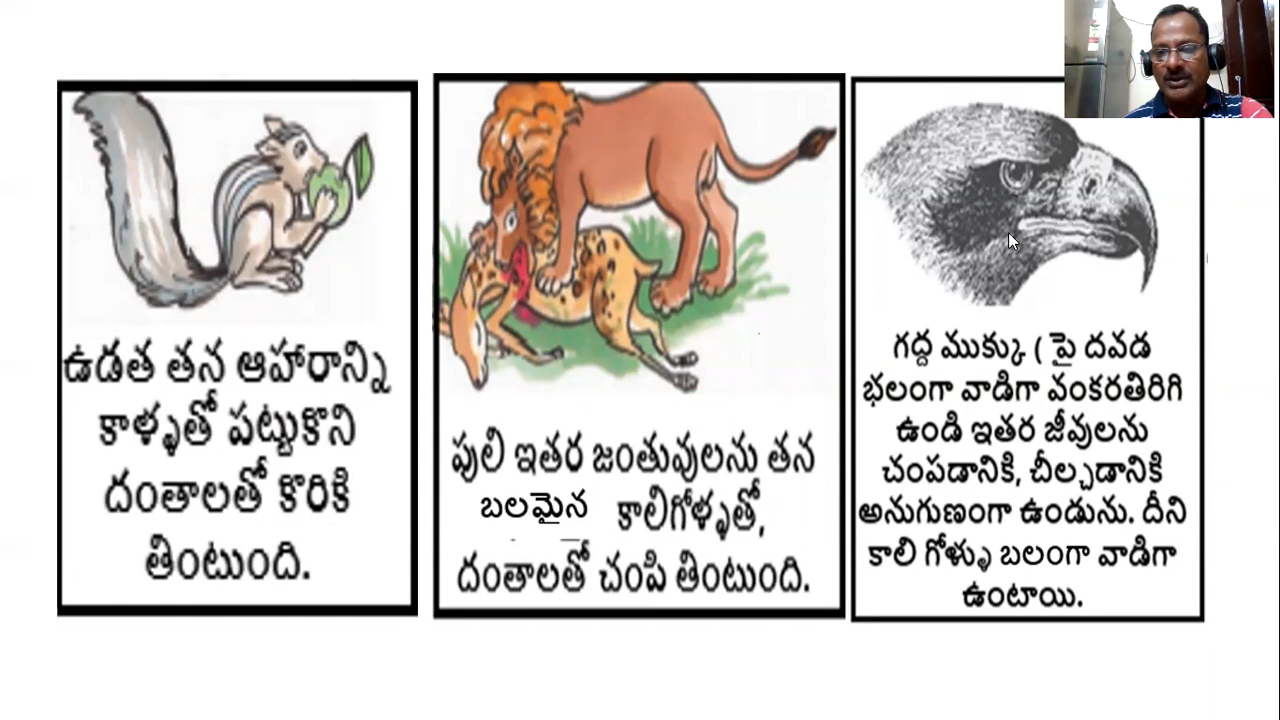 ఉడత తన ఆహారాన్ని
కాళ్ళతో పట్టుకొని
దంతాలతో కొరికి
తింటుంది.
పులి ఇతర జంతువులను తన
బలమైన కాలిగోళ్ళతో,
దంతాలతో చంపి తింటుంది.
గద్ద ముక్కు ( పై దవడ
భలంగా వాడిగా వంకరతిరిగి
ఉండి ఇతర జీవులను
చంపడానికి, చీల్చడానికి
అనుగుణంగా ఉండును. దీని
కాలి గోళ్ళు బలంగా వాడిగా
ఉంటాయి.